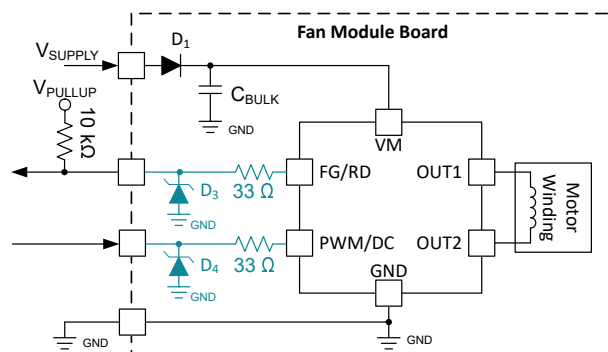 Fan Module Board
VSUPPLY
D1
VPULLUP
CBULK
GND
10 kΩ
VM
FG/RD
OUT1
D3
33 Ω
GND
Motor
Winding
PWM/DC
OUT2
D4
33 Ω
GND
GND
GND
GND